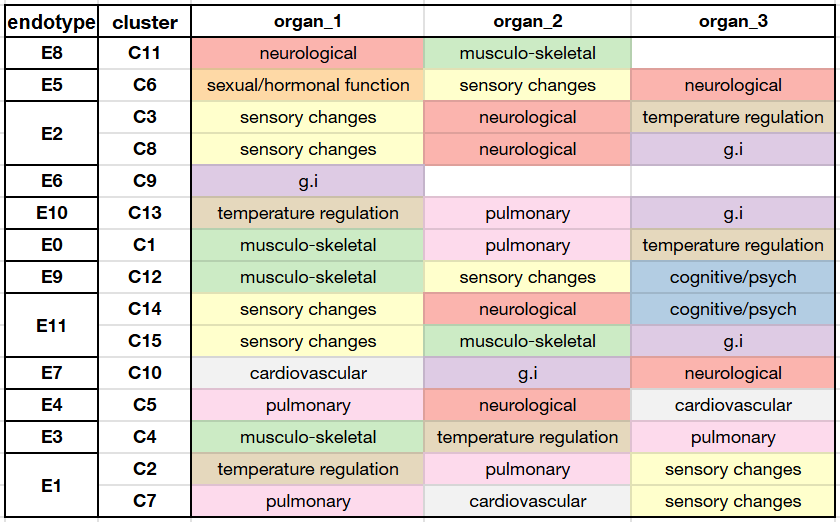 endotype cluster organ_1 organ_2 organ_3
E8 C11 neurological musculo-skeletal
E5 C6 sexual/hormonal function sensory changes neurological
E2 C3 sensory changes neurological temperature regulation
C8 sensory changes neurological g.i
E6 C9 g.i
E10 C13 temperature regulation pulmonary g.i
E0 C1 musculo-skeletal pulmonary temperature regulation
E9 C12 musculo-skeletal sensory changes cognitive/psych
E11 C14 sensory changes neurological cognitive/psych
C15 sensory changes musculo-skeletal g.i
E7 C10 cardiovascular g.i neurological
E4 C5 pulmonary neurological cardiovascular
E3 C4 musculo-skeletal temperature regulation pulmonary
E1 C2 temperature regulation pulmonary sensory changes
C7 pulmonary cardiovascular sensory changes